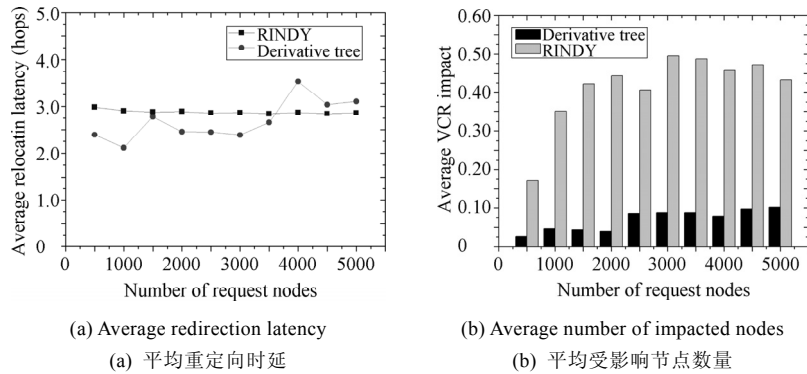 5.0
4.0
3.0
2.0
1.0
0
Average relocatin latency (hops)
RINDY
Derivative tree
0 1000 2000 3000 4000 5000
Number of request nodes
(a) Average redirection latency
(a) 平均重定向时延
0.60
0.50
0.40
0.30
0.20
0.10
0
Average VCR impact
Derivative tree
RINDY
0 1000 2000 3000 4000 5000
Number of request nodes
(b) Average number of impacted nodes
(b) 平均受影响节点数量